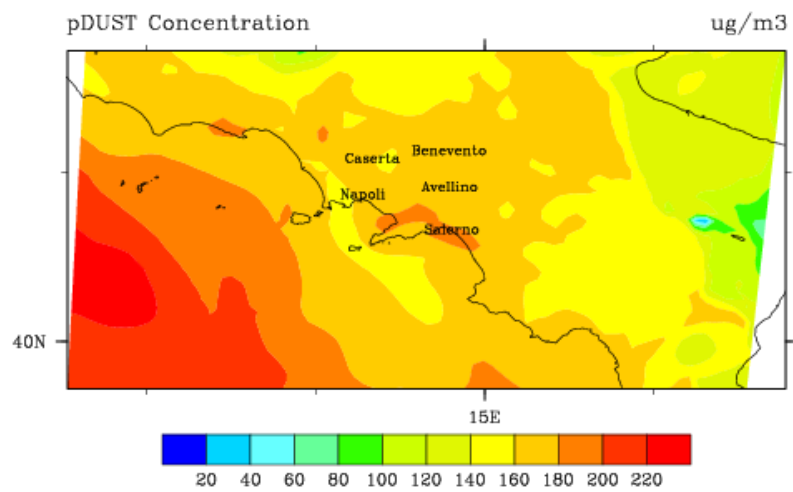 pDUST Concentration ug/m3
Benevento
Caserta
Avellino
Napoli
Salerno
40N
15E
20 40 60 80 100 120 140 160 180 200 220